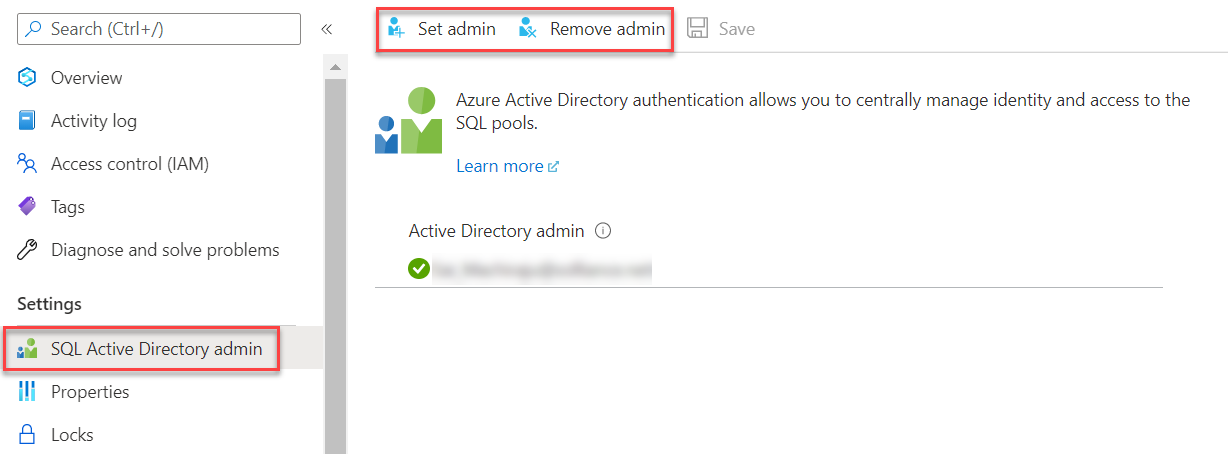 Search (Ctrl+/)
«
Overview
Activity log
Access control (IAM)
Tags
Diagnose and solve problems
Settings
SQL Active Directory admin
Properties
Locks
Set admin Remove admin Save
Azure Active Directory authentication allows you to centrally manage identity and access to the
SQL pools.
Learn more
Active Directory admin